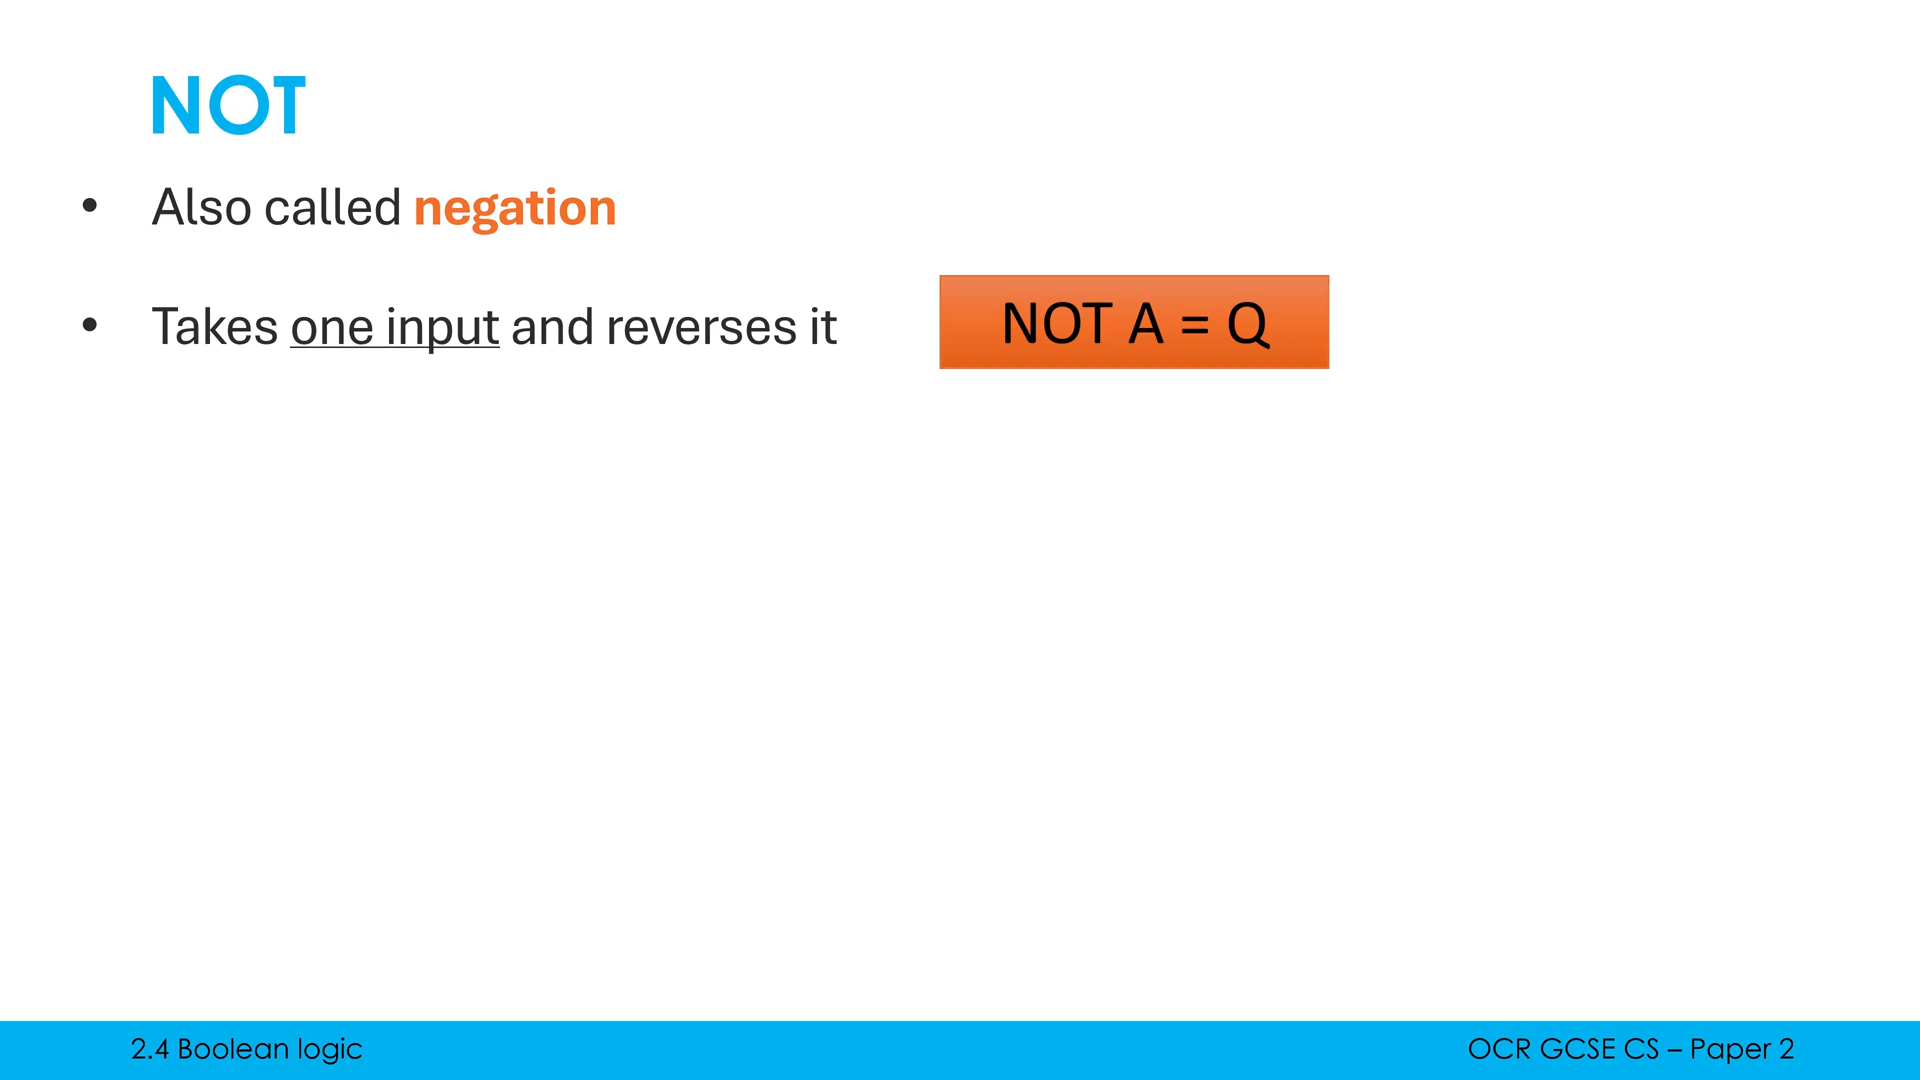 NOT
• Also called negation
• Takes one input and reverses it
NOT A = Q
2.4 Boolean logic
OCR GCSE CS – Paper 2